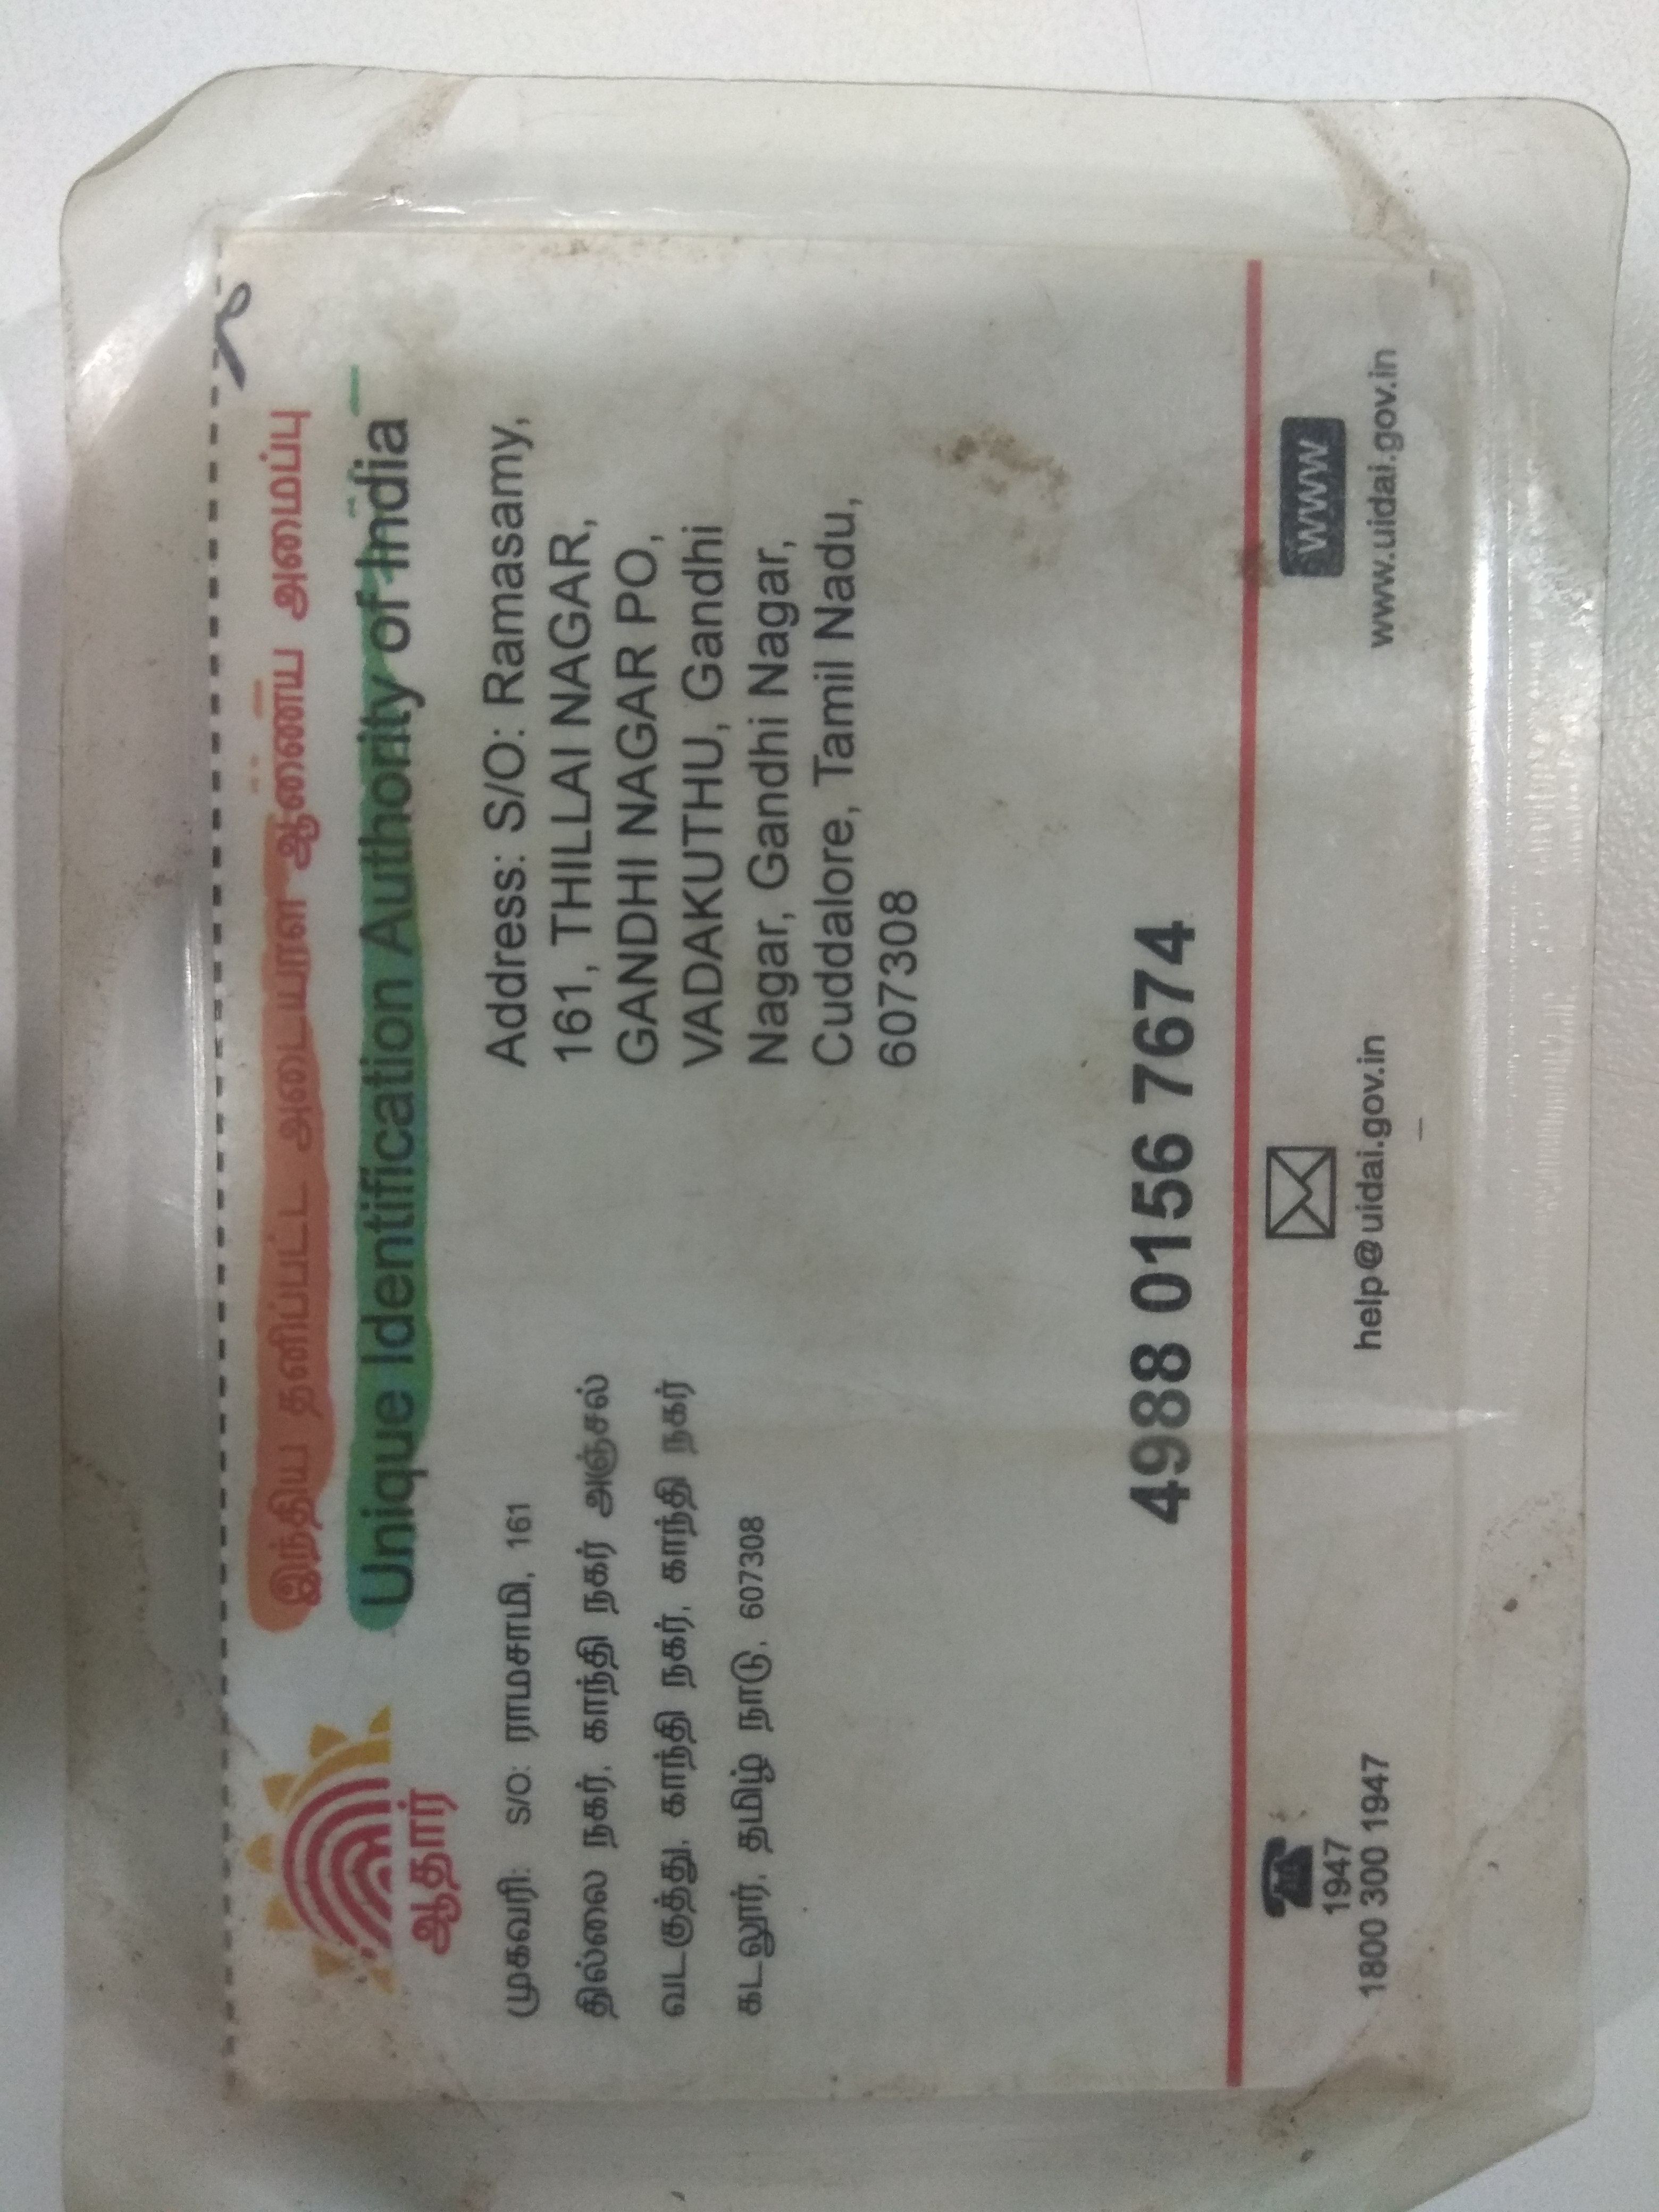 இந்திய தனிப்பட்ட அடையாள ஆணைய அமைப்பு
Unique Identification Authority of India
ஆதார்
முகவரி: S/O: ராமசாமி, 161
தில்லை நகர், காந்தி நகர் அஞ்சல்
வடகுத்து, காந்தி நகர், காந்தி நகர்
கடலூர், தமிழ் நாடு, 607308
Address: S/O: Ramasamy,
161, THILLAI NAGAR,
GANDHI NAGAR PO,
VADAKUTHU, Gandhi
Nagar, Gandhi Nagar,
Cuddalore, Tamil Nadu,
607308
4988 0156 7674
1947
1800 300 1947
help@uidai.gov.in
WWW
www.uidai.gov.in